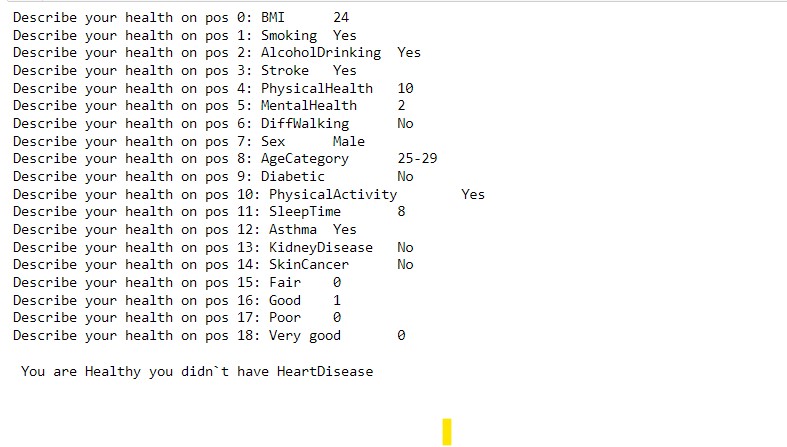 Describe your health on pos 0: BMI 24
Describe your health on pos 1: Smoking Yes
Describe your health on pos 2: AlcoholDrinking Yes
Describe your health on pos 3: Stroke Yes
Describe your health on pos 4: PhysicalHealth 10
Describe your health on pos 5: MentalHealth 2
Describe your health on pos 6: DiffWalking No
Describe your health on pos 7: Sex Male
Describe your health on pos 8: AgeCategory 25-29
Describe your health on pos 9: Diabetic No
Describe your health on pos 10: PhysicalActivity Yes
Describe your health on pos 11: SleepTime 8
Describe your health on pos 12: Asthma Yes
Describe your health on pos 13: KidneyDisease No
Describe your health on pos 14: SkinCancer No
Describe your health on pos 15: Fair 0
Describe your health on pos 16: Good 1
Describe your health on pos 17: Poor 0
Describe your health on pos 18: Very good 0
You are Healthy you didn`t have HeartDisease